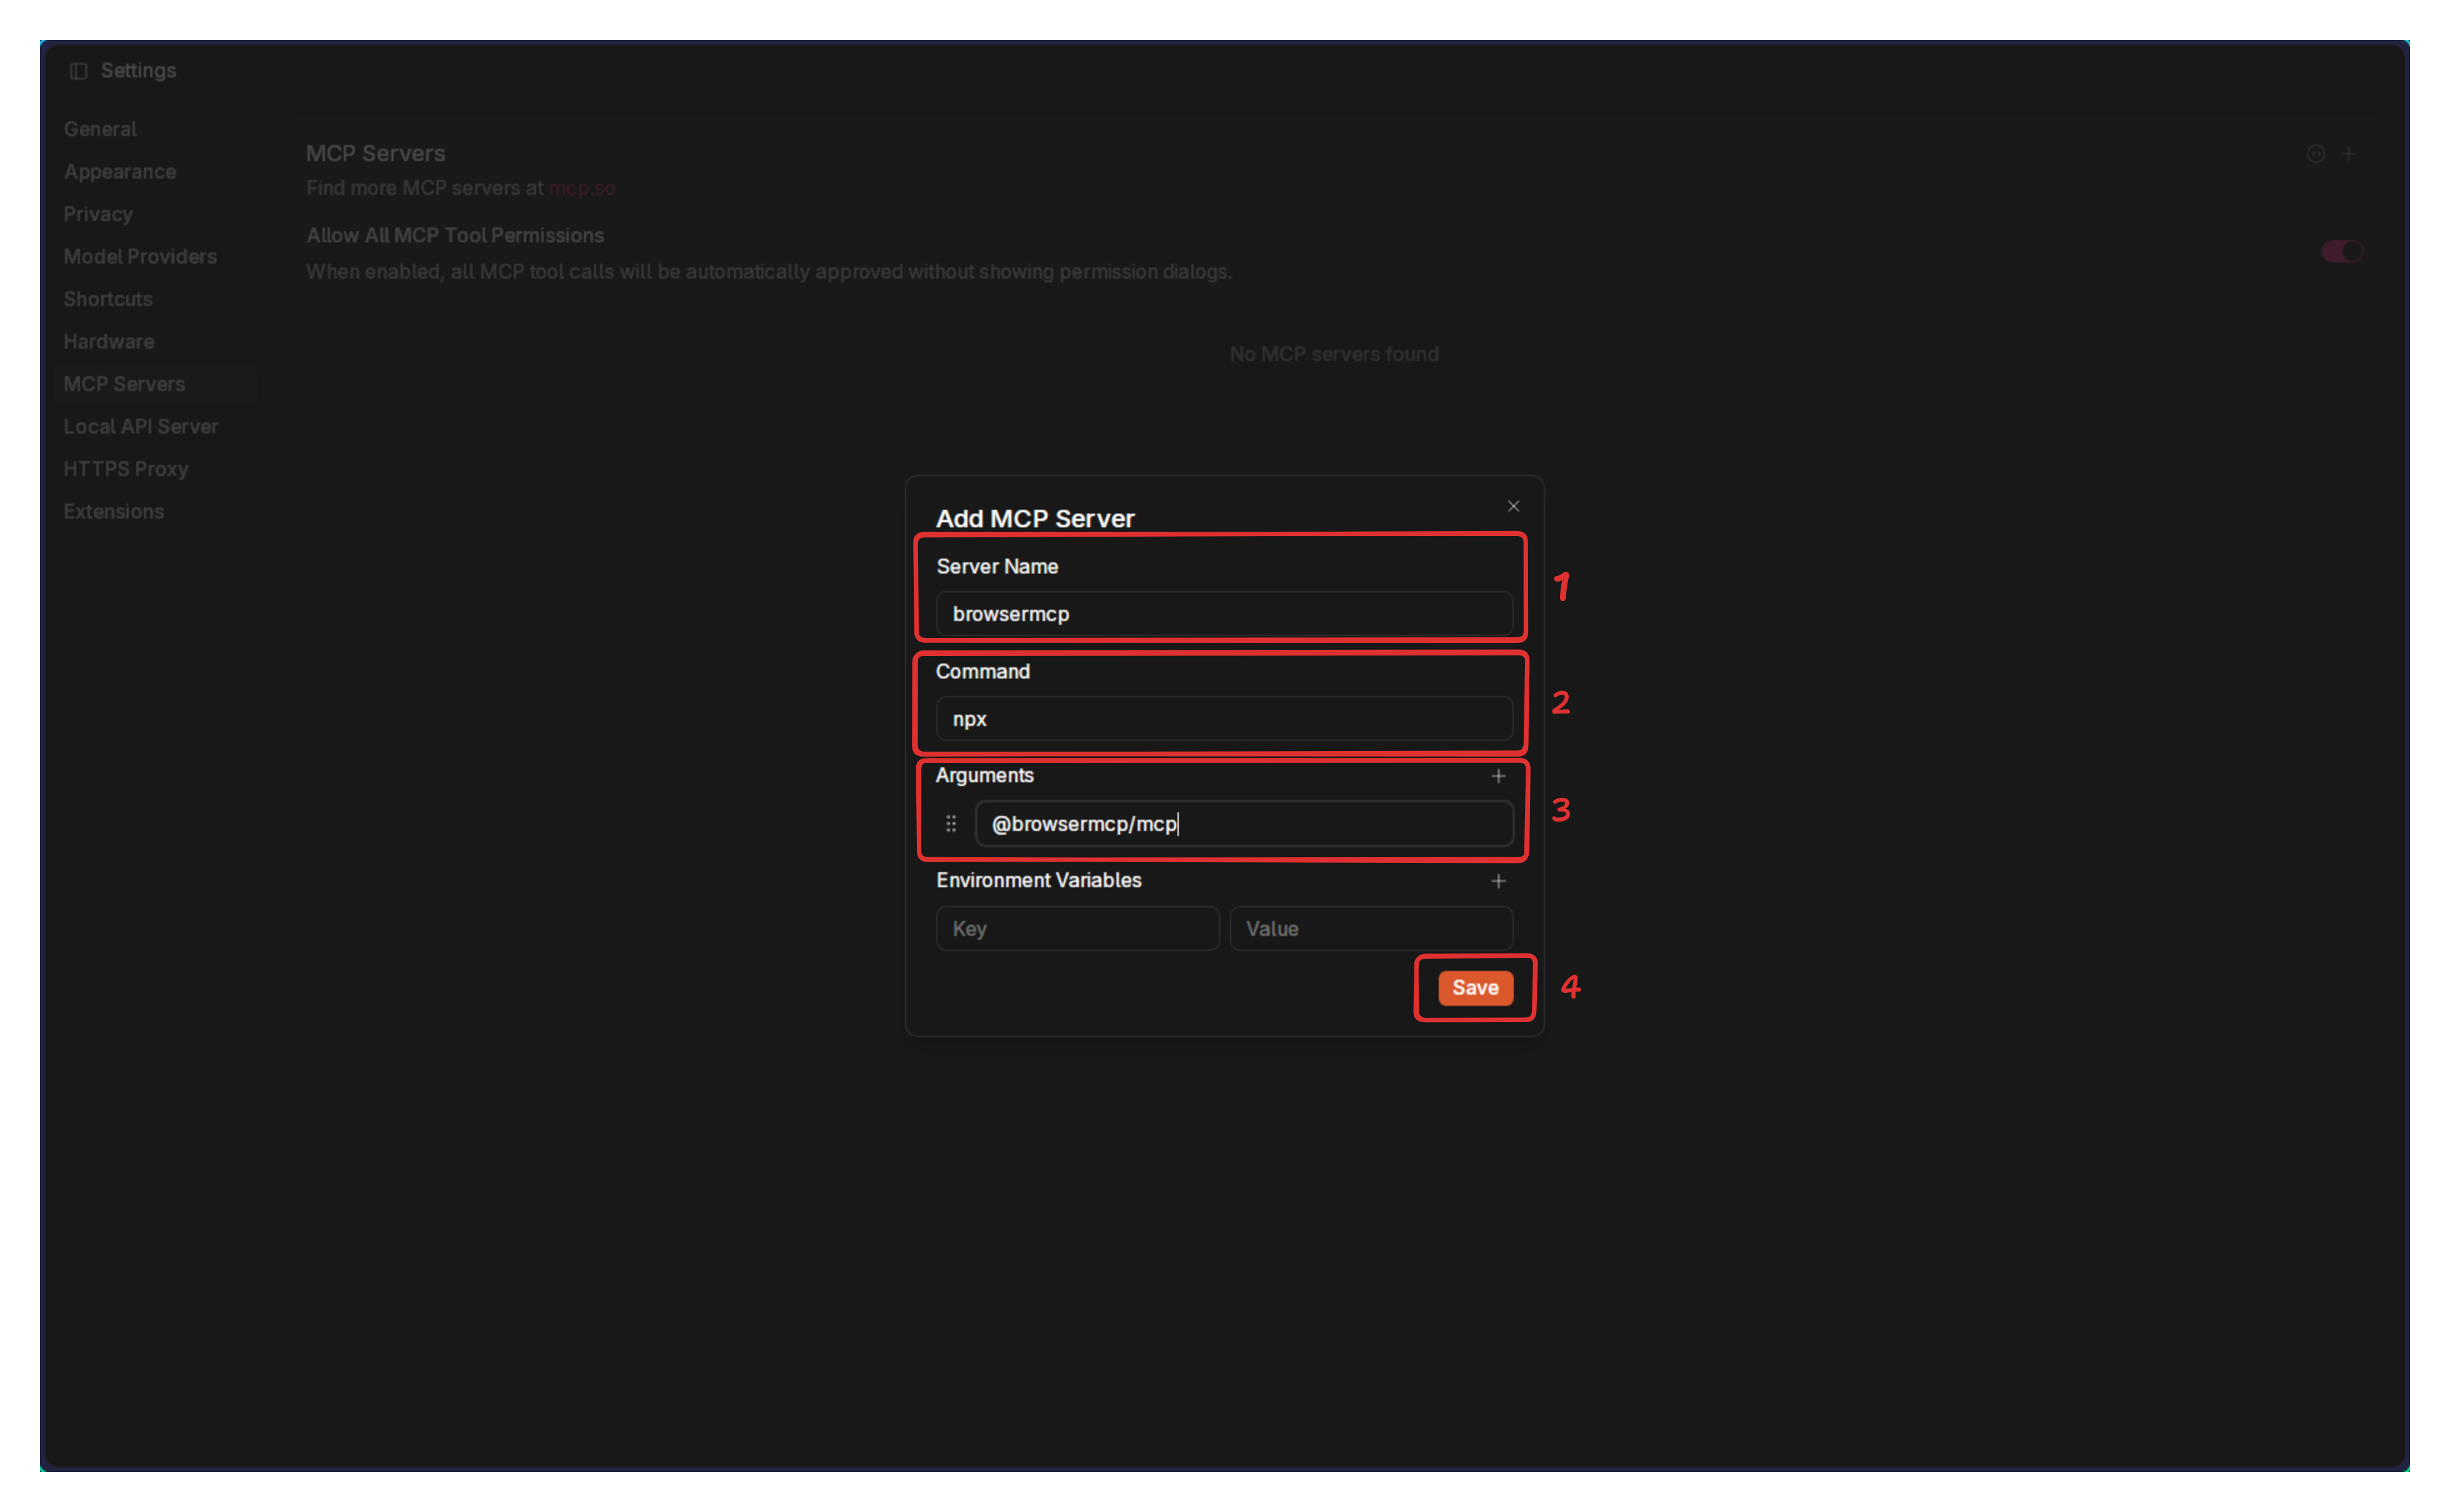 Settings
General
Appearance
Privacy
Model Providers
Shortcuts
Hardware
MCP Servers
Local API Server
HTTPS Proxy
Extensions
MCP Servers
Find more MCP servers at mcp.so
Allow All MCP Tool Permissions
When enabled, all MCP tool calls will be automatically approved without showing permission dialogs.
No MCP servers found
Add MCP Server
Server Name
browsermcp
1
Command
npx
2
Arguments
@browsermcp/mcp
3
Environment Variables
Key Value
Save
4